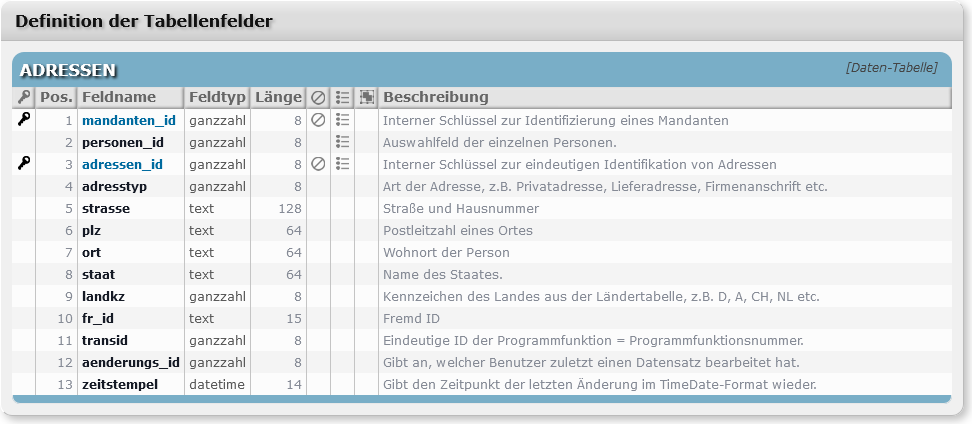 Definition der Tabellenfelder
ADRESSEN [Daten-Tabelle]
Pos. Feldname Feldtyp Länge Beschreibung
1 mandanten_id ganzzahl 8 Interner Schlüssel zur Identifizierung eines Mandanten
2 personen_id ganzzahl 8 Auswahlfeld der einzelnen Personen.
3 adressen_id ganzzahl 8 Interner Schlüssel zur eindeutigen Identifikation von Adressen
4 adresstyp ganzzahl 8 Art der Adresse, z.B. Privatadresse, Lieferadresse, Firmenanschrift etc.
5 strasse text 128 Straße und Hausnummer
6 plz text 64 Postleitzahl eines Ortes
7 ort text 64 Wohnort der Person
8 staat text 64 Name des Staates.
9 landkz ganzzahl 8 Kennzeichen des Landes aus der Ländertabelle, z.B. D, A, CH, NL etc.
10 fr_id text 15 Fremd ID
11 transid ganzzahl 8 Eindeutige ID der Programmfunktion = Programmfunktionsnummer.
12 aenderungs_id ganzzahl 8 Gibt an, welcher Benutzer zuletzt einen Datensatz bearbeitet hat.
13 zeitstempel datetime 14 Gibt den Zeitpunkt der letzten Änderung im TimeDate-Format wieder.